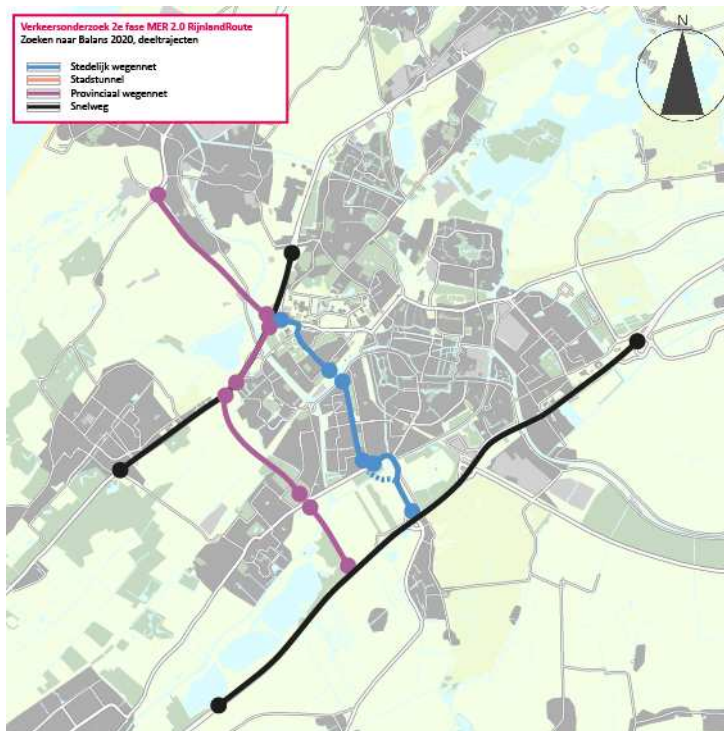 Verkeersonderzoek 2e fase MER 2.0 RijnlandRoute
Zoeken naar Balans 2020, deeltrajecten
Stedelijk wegennet
Stadstunnel
Provinciaal wegennet
Snelweg
N